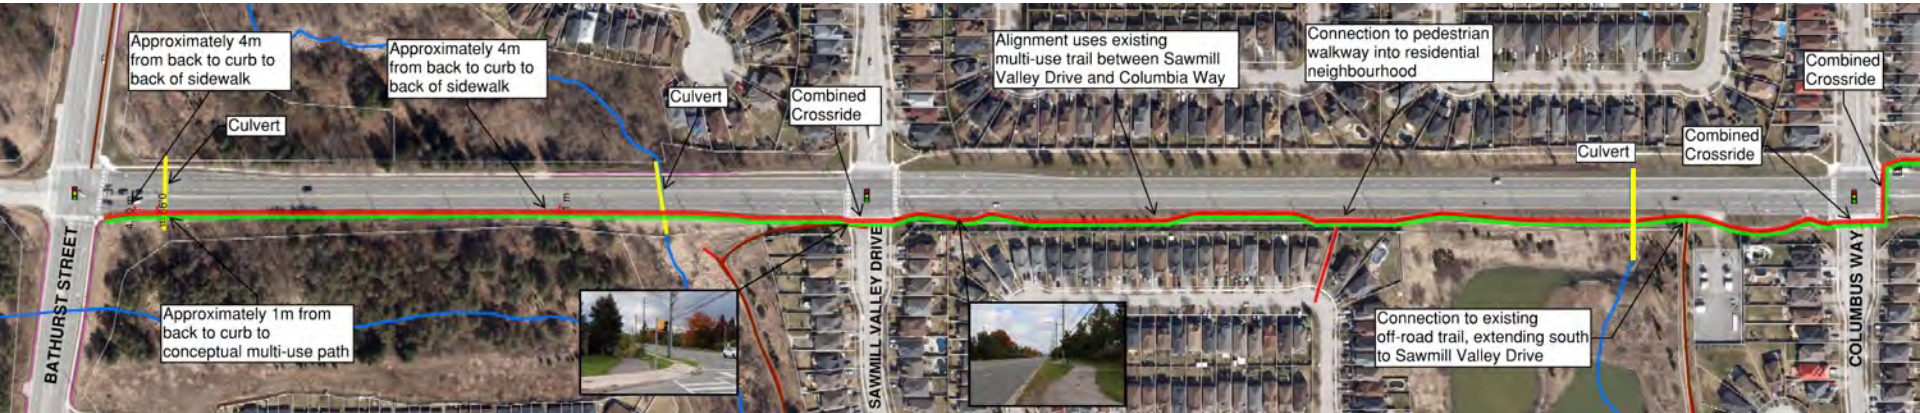 Approximately 4m
from back to curb to
back of sidewalk
Approximately 4m
from back to curb to
back of sidewalk
Culvert
Culvert
Combined
Crossride
Alignment uses existing
multi-use trail between Sawmill
Valley Drive and Columbia Way
Connection to pedestrian
walkway into residential
neighbourhood
Combined
Crossride
Combined
Crossride
Culvert
BATHURST STREET
Approximately 1m from
back to curb to
conceptual multi-use path
SAWMILL VALLEY DRIVE
Connection to existing
off-road trail, extending south
to Sawmill Valley Drive
COLUMBUS WAY